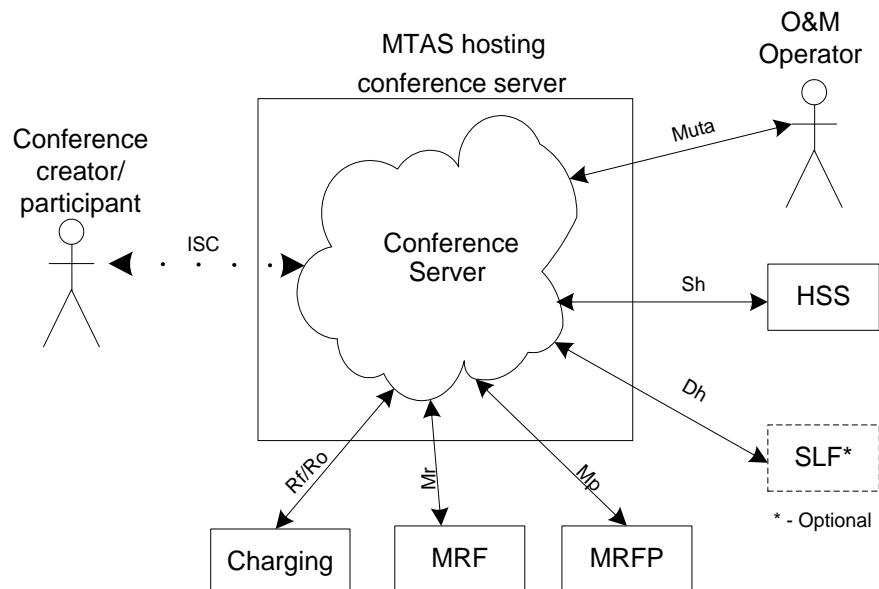 O&M
Operator
MTAS hosting
conference server
Muta
Conference
creator/
participant
ISC
Conference
Server
Sh
HSS
Dh
SLF*
* - Optional
Rf/Ro
Mr
Mp
Charging
MRF
MRFP